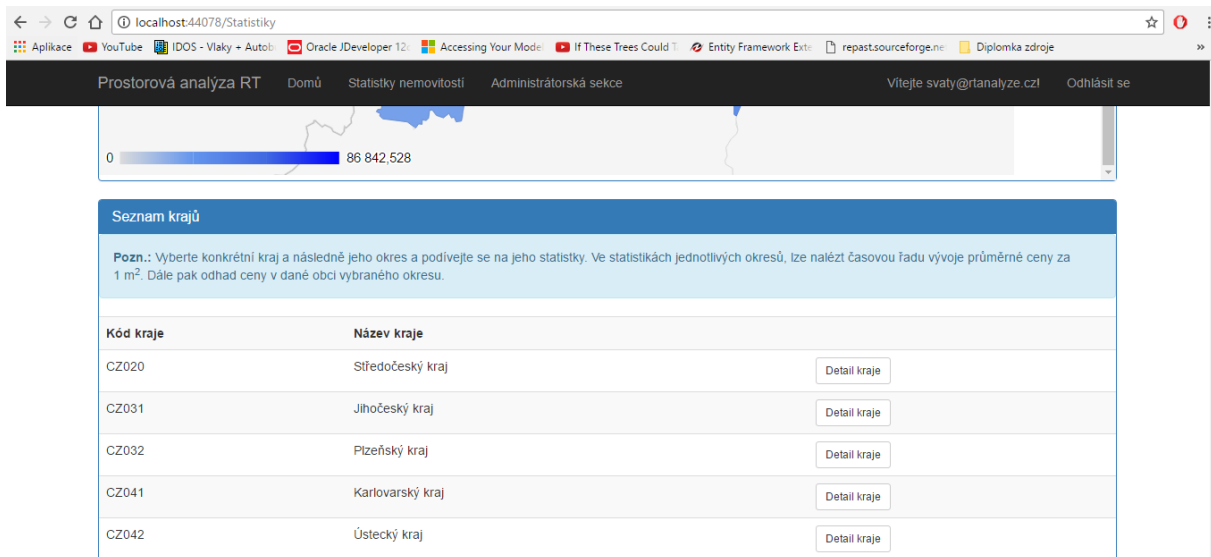 localhost:44078/Statistiky
Aplikace YouTube IDOS - Vlaky + Autob Oracle JDeveloper 12c Accessing Your Model If These Trees Could T Entity Framework Exte repast.sourceforge.ne Diplomka zdroje »
Prostorová analýza RT Domů Statistky nemovitostí Administrátorská sekce Vítejte svaty@rtanalyze.cz! Odhlásit se
0 86 842,528
Seznam krajů
Pozn.: Vyberte konkrétní kraj a následně jeho okres a podívejte se na jeho statistky. Ve statistikách jednotlivých okresů, lze nalézt časovou řadu vývoje průměrné ceny za
1 m². Dále pak odhad ceny v dané obci vybraného okresu.
Kód kraje Název kraje
CZ020 Středočeský kraj Detail kraje
CZ031 Jihočeský kraj Detail kraje
CZ032 Plzeňský kraj Detail kraje
CZ041 Karlovarský kraj Detail kraje
CZ042 Ústecký kraj Detail kraje